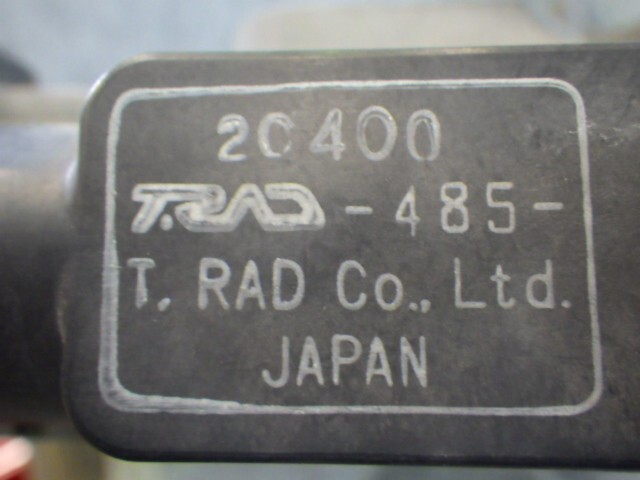 20400
T.RAD -485-
T. RAD Co., Ltd.
JAPAN